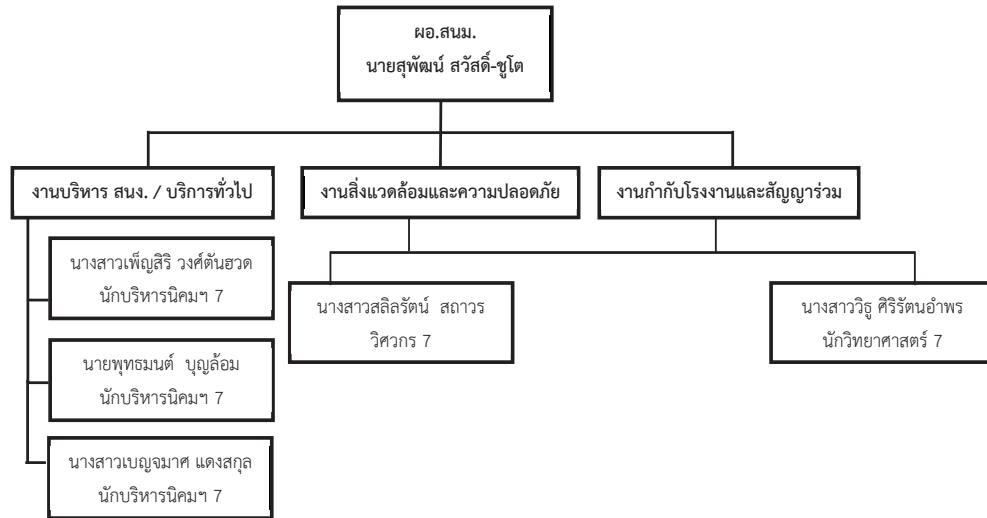 ผอ.สนม.
นายสุพัฒน์ สวัสดิ์-ชูโต
งานบริหาร สนง. / บริการทั่วไป
งานสิ่งแวดล้อมและความปลอดภัย
งานกำกับโรงงานและสัญญาร่วม
นางสาวเพ็ญสิริ วงศ์ตันฮวด
นักบริหารนิคมฯ 7
นายพุทธมนต์ บุญล้อม
นักบริหารนิคมฯ 7
นางสาวเบญจมาศ แดงสกุล
นักบริหารนิคมฯ 7
นางสาวสลิลรัตน์ สถาวร
วิศวกร 7
นางสาววิธู ศิริรัตนอำพร
นักวิทยาศาสตร์ 7